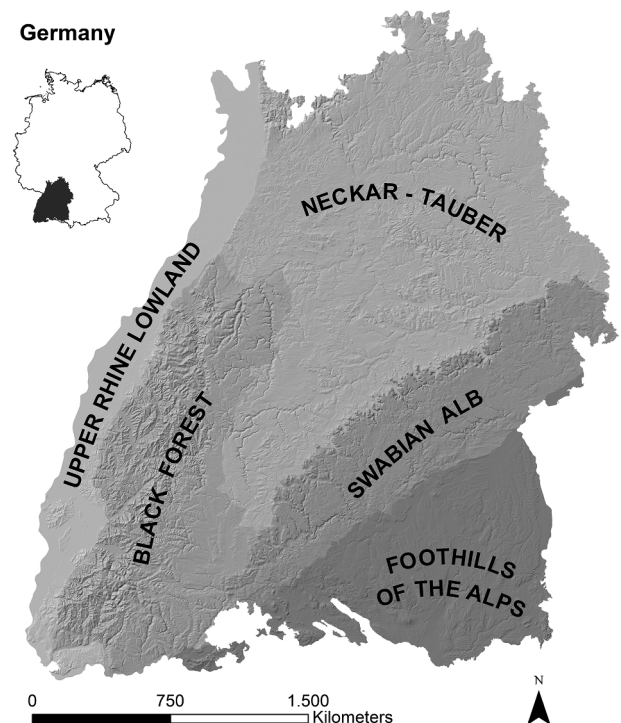 Germany
NECKAR - TAUBER
UPPER RHINE LOWLAND
BLACK FOREST
SWABIAN ALB
FOOTHILLS
OF THE ALPS
N
0 750 1.500
Kilometers